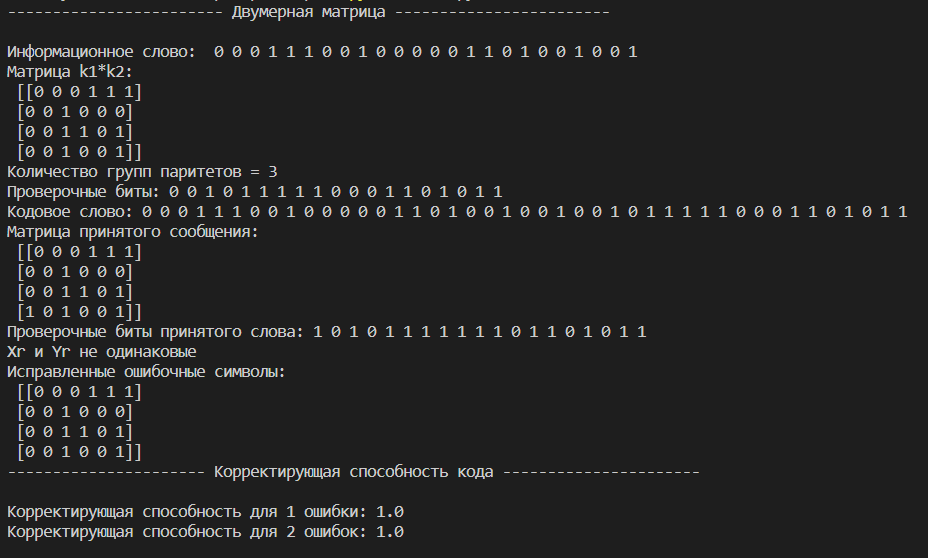 ------------------------ Двумерная матрица ------------------------
Информационное слово:  0 0 0 1 1 1 0 0 1 0 0 0 0 0 1 1 0 1 0 0 1 0 0 1
Матрица k1*k2:
[[0 0 0 1 1 1]
[0 0 1 0 0 0]
[0 0 1 1 0 1]
[0 0 1 0 0 1]]
Количество групп паритетов = 3
Проверочные биты: 0 0 1 0 1 1 1 1 1 0 0 0 1 1 0 1 0 1 1
Кодовое слово: 0 0 0 1 1 1 0 0 1 0 0 0 0 0 1 1 0 1 0 0 1 0 0 1 0 0 1 0 1 1 1 1 1 0 0 0 1 1 0 1 0 1 1
Матрица принятого сообщения:
[[0 0 0 1 1 1]
[0 0 1 0 0 0]
[0 0 1 1 0 1]
[1 0 1 0 0 1]]
Проверочные биты принятого слова: 1 0 1 0 1 1 1 1 1 1 1 0 1 1 0 1 0 1 1
Xr и Yr не одинаковые
Исправленные ошибочные символы:
[[0 0 0 1 1 1]
[0 0 1 0 0 0]
[0 0 1 1 0 1]
[0 0 1 0 0 1]]
---------------------- Корректирующая способность кода ----------------------
Корректирующая способность для 1 ошибки: 1.0
Корректирующая способность для 2 ошибок: 1.0